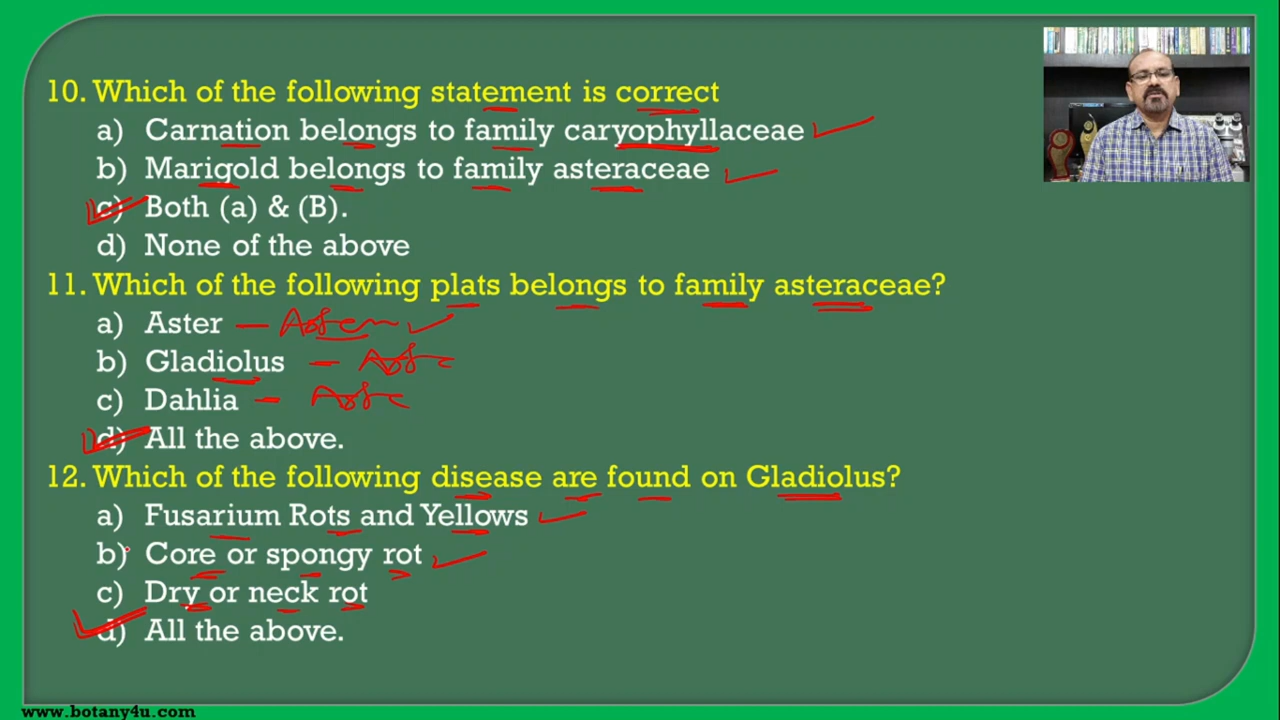 10. Which of the following statement is correct
a) Carnation belongs to family caryophyllaceae
b) Marigold belongs to family asteraceae
c) Both (a) & (B).
d) None of the above
11. Which of the following plats belongs to family asteraceae?
a) Aster
b) Gladiolus
c) Dahlia
d) All the above.
12. Which of the following disease are found on Gladiolus?
a) Fusarium Rots and Yellows
b) Core or spongy rot
c) Dry or neck rot
d) All the above.
www.botany4u.com